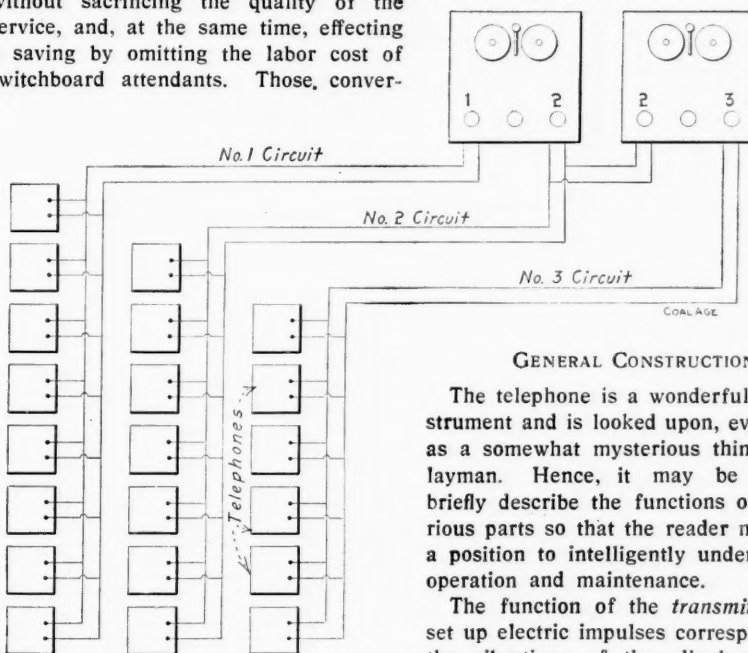 without sacrificing the quality of the
service, and, at the same time, effecting
saving by omitting the labor cost of
switchboard attendants. Those, conver-
1 2
2 3
No. 1 Circuit
No. 2 Circuit
No. 3 Circuit
COAL AGE
Telephones
GENERAL CONSTRUCTION
The telephone is a wonderful
strument and is looked upon, ev
as a somewhat mysterious thin
layman. Hence, it may be
briefly describe the functions o
rious parts so that the reader m
a position to intelligently under
operation and maintenance.
The function of the transmi
set up electric impulses corresp